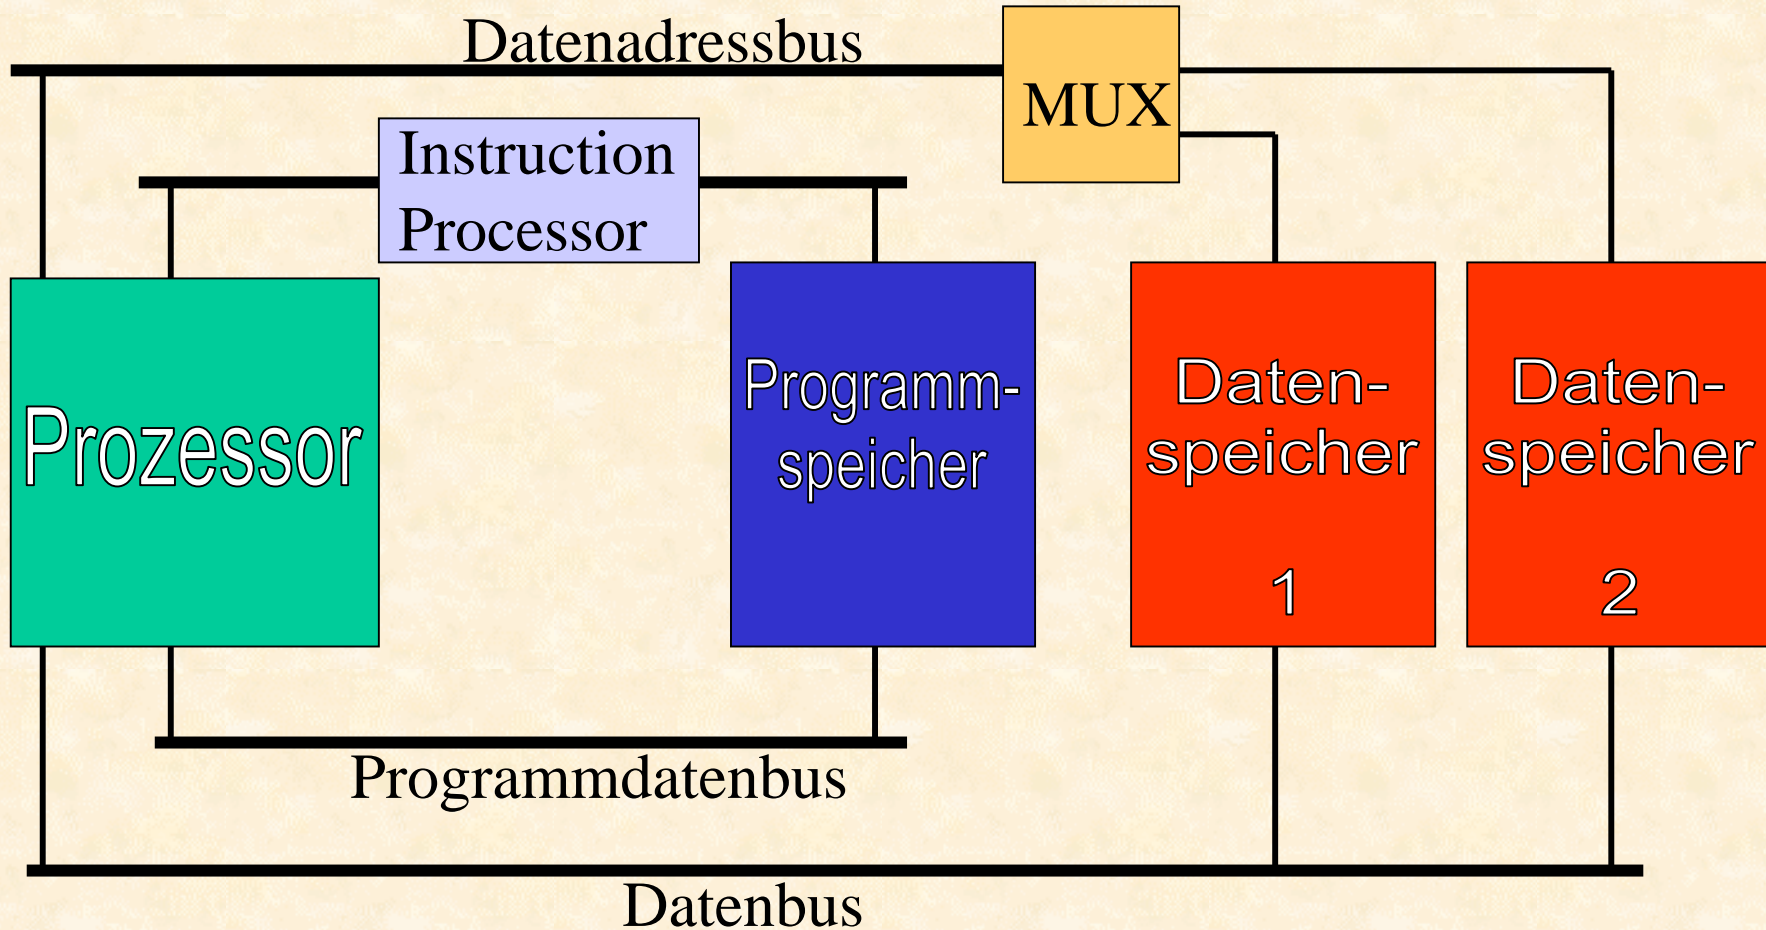 Datenadressbus
MUX
Instruction
Processor
Prozessor
Programm-
speicher
Daten-
speicher
1
Daten-
speicher
2
Programmdatenbus
Datenbus